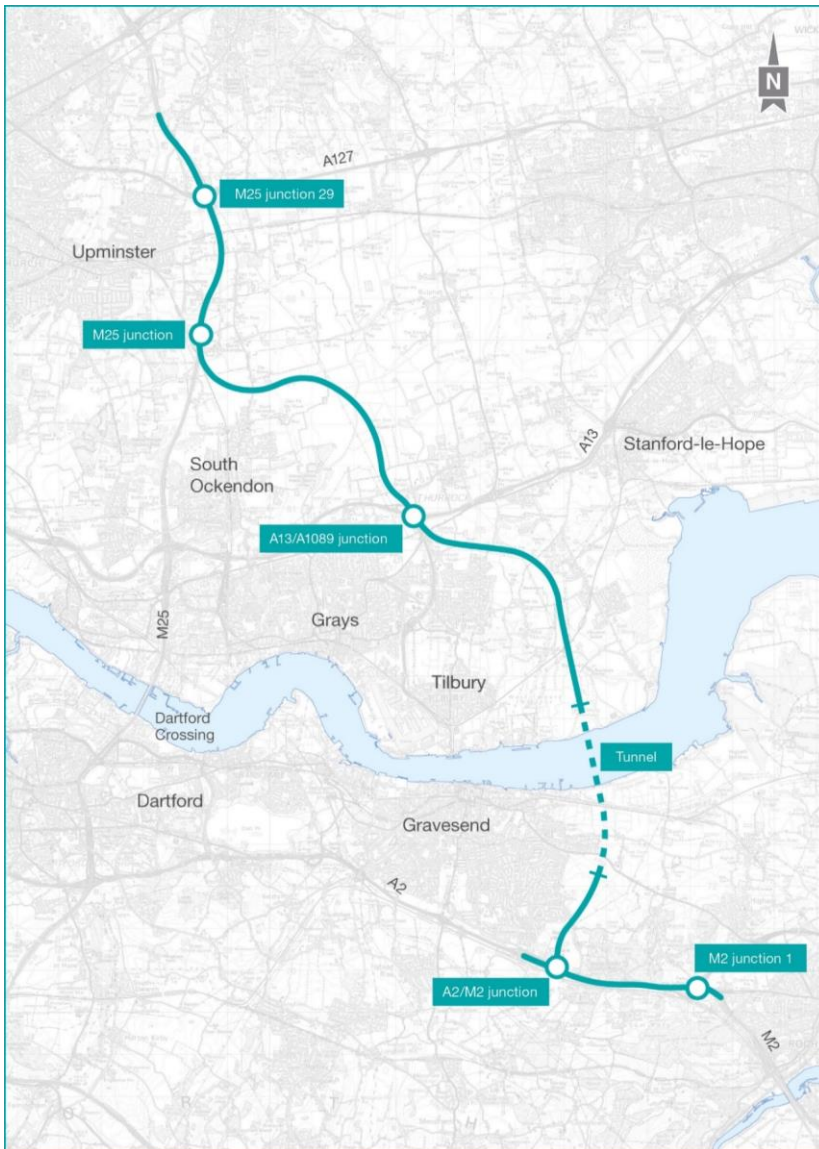 N
A127
M25 junction 29
Upminster
M25 junction
A13
Stanford-le-Hope
South
Ockendon
A13/A1089 junction
M25
Grays
Tilbury
Dartford
Crossing
Tunnel
Dartford
Gravesend
A2
M2 junction 1
A2/M2 junction
M2